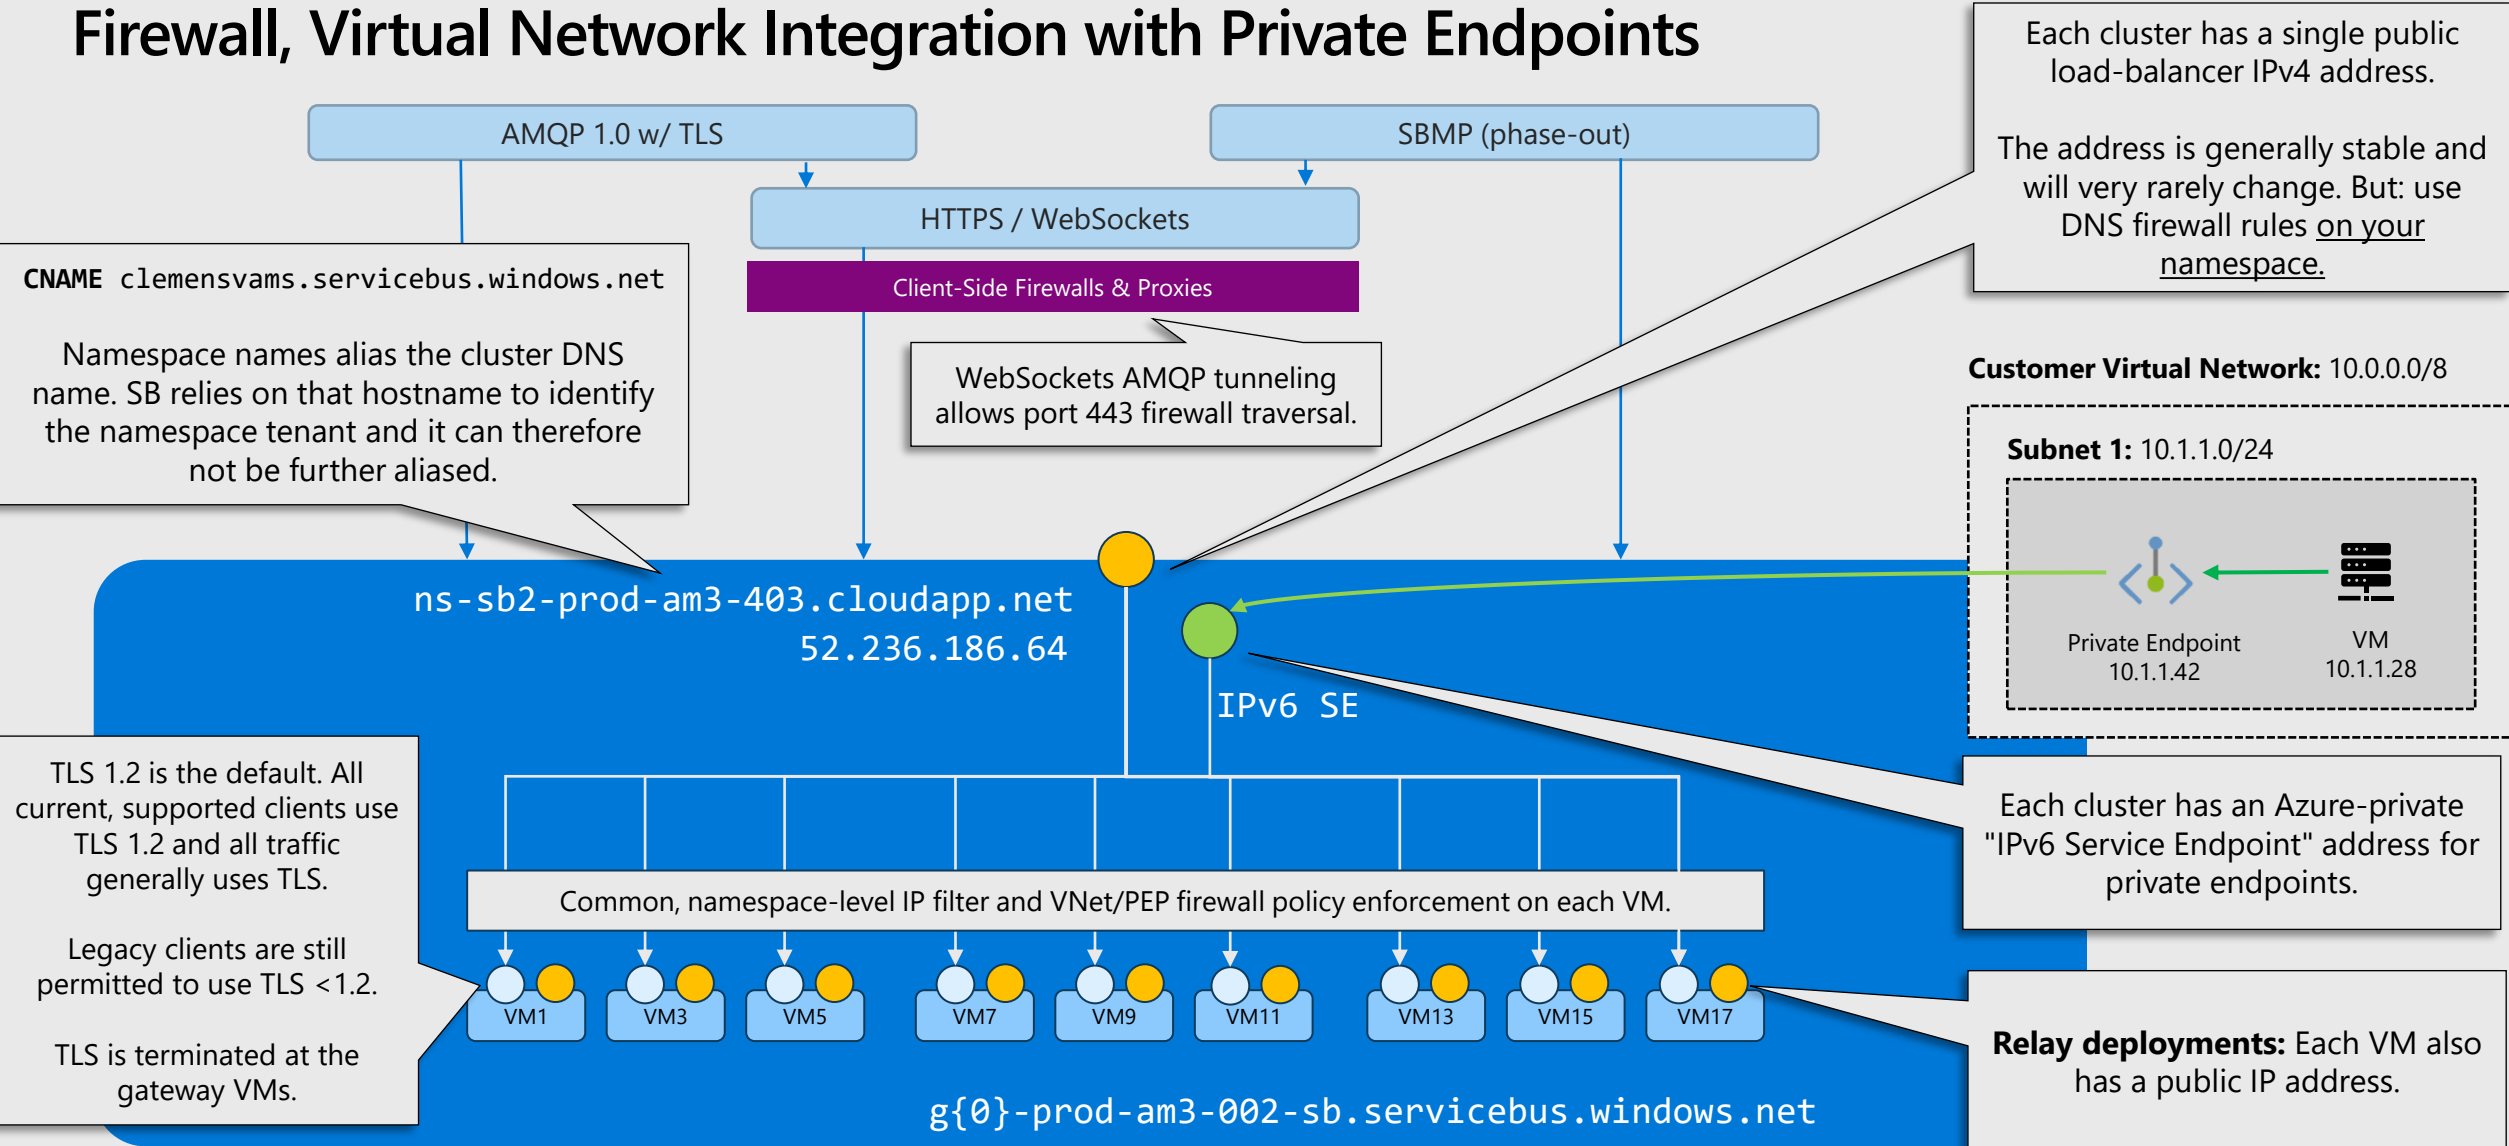 Firewall, Virtual Network Integration with Private Endpoints
Each cluster has a single public
load-balancer IPv4 address.
The address is generally stable and
will very rarely change. But: use
DNS firewall rules on your
namespace.
AMQP 1.0 w/ TLS
SBMP (phase-out)
HTTPS / WebSockets
Client-Side Firewalls & Proxies
CNAME clemensvams.servicebus.windows.net
Namespace names alias the cluster DNS
name. SB relies on that hostname to identify
the namespace tenant and it can therefore
not be further aliased.
WebSockets AMQP tunneling
allows port 443 firewall traversal.
Customer Virtual Network: 10.0.0.0/8
Subnet 1: 10.1.1.0/24
Private Endpoint
10.1.1.42
VM
10.1.1.28
ns-sb2-prod-am3-403.cloudapp.net
52.236.186.64
IPv6 SE
TLS 1.2 is the default. All
current, supported clients use
TLS 1.2 and all traffic
generally uses TLS.
Legacy clients are still
permitted to use TLS <1.2.
TLS is terminated at the
gateway VMs.
Each cluster has an Azure-private
"IPv6 Service Endpoint" address for
private endpoints.
Common, namespace-level IP filter and VNet/PEP firewall policy enforcement on each VM.
VM1
VM3
VM5
VM7
VM9
VM11
VM13
VM15
VM17
Relay deployments: Each VM also
has a public IP address.
g{0}-prod-am3-002-sb.servicebus.windows.net